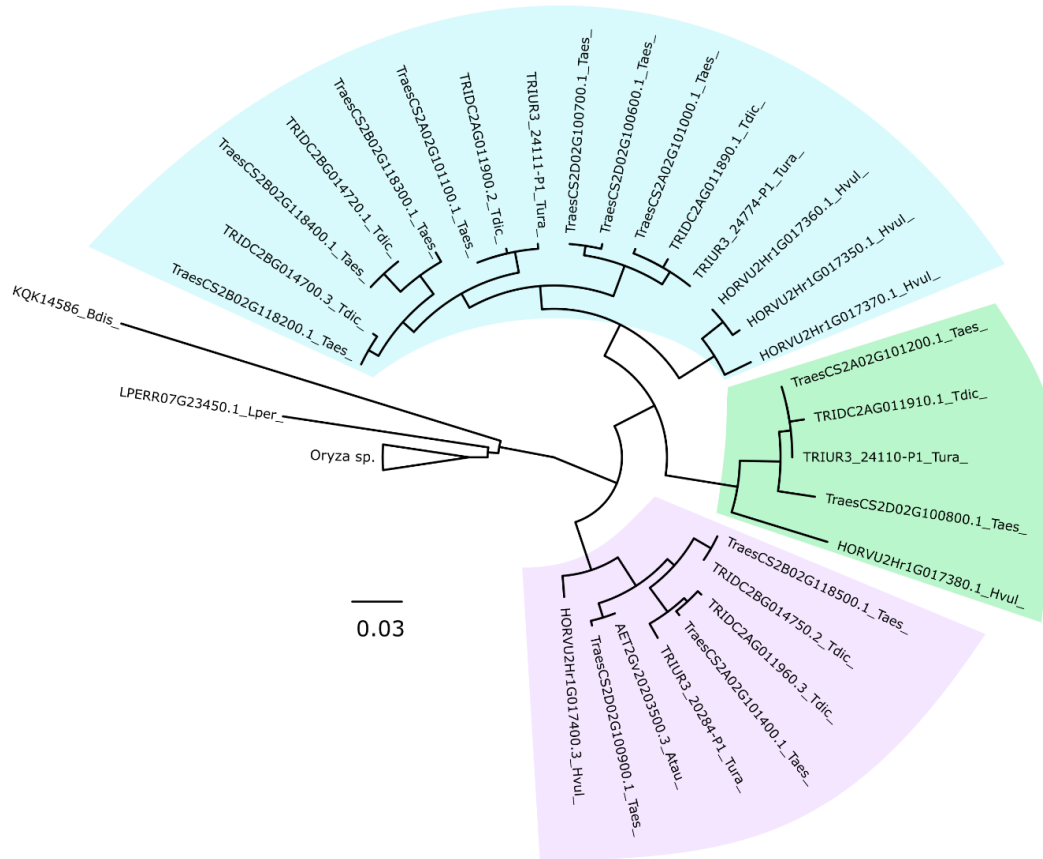 KQK14586_Bdis_
LPERR07G23450.1_Lper_
Oryza sp.
TraesCS2B02G118200.1_Taes_
TRIDC2BG014700.3_Tdic_
TraesCS2B02G118400.1_Taes_
TRIDC2BG014720.1_Tdic_
TraesCS2B02G118300.1_Taes_
TraesCS2A02G101100.1_Taes_
TRIDC2AG011900.2_Tdic_
TRIUR3_24111-P1_Tura_
TraesCS2D02G100700.1_Taes_
TraesCS2D02G100600.1_Taes_
TraesCS2A02G101000.1_Taes_
TRIDC2AG011890.1_Tdic_
TRIUR3_24774-P1_Tura_
HORVU2Hr1G017360.1_Hvul_
HORVU2Hr1G017350.1_Hvul_
HORVU2Hr1G017370.1_Hvul_
TraesCS2A02G101200.1_Taes_
TRIDC2AG011910.1_Tdic_
TRIUR3_24110-P1_Tura_
TraesCS2D02G100800.1_Taes_
HORVU2Hr1G017380.1_Hvul_
TraesCS2B02G118500.1_Taes_
TRIDC2BG014750.2_Tdic_
TRIDC2AG011960.3_Tdic_
TraesCS2A02G101400.1_Taes_
TRIUR3_20284-P1_Tura_
AET2Gv20203500.3_Atau_
TraesCS2D02G100900.1_Taes_
HORVU2Hr1G017400.3_Hvul_
0.03